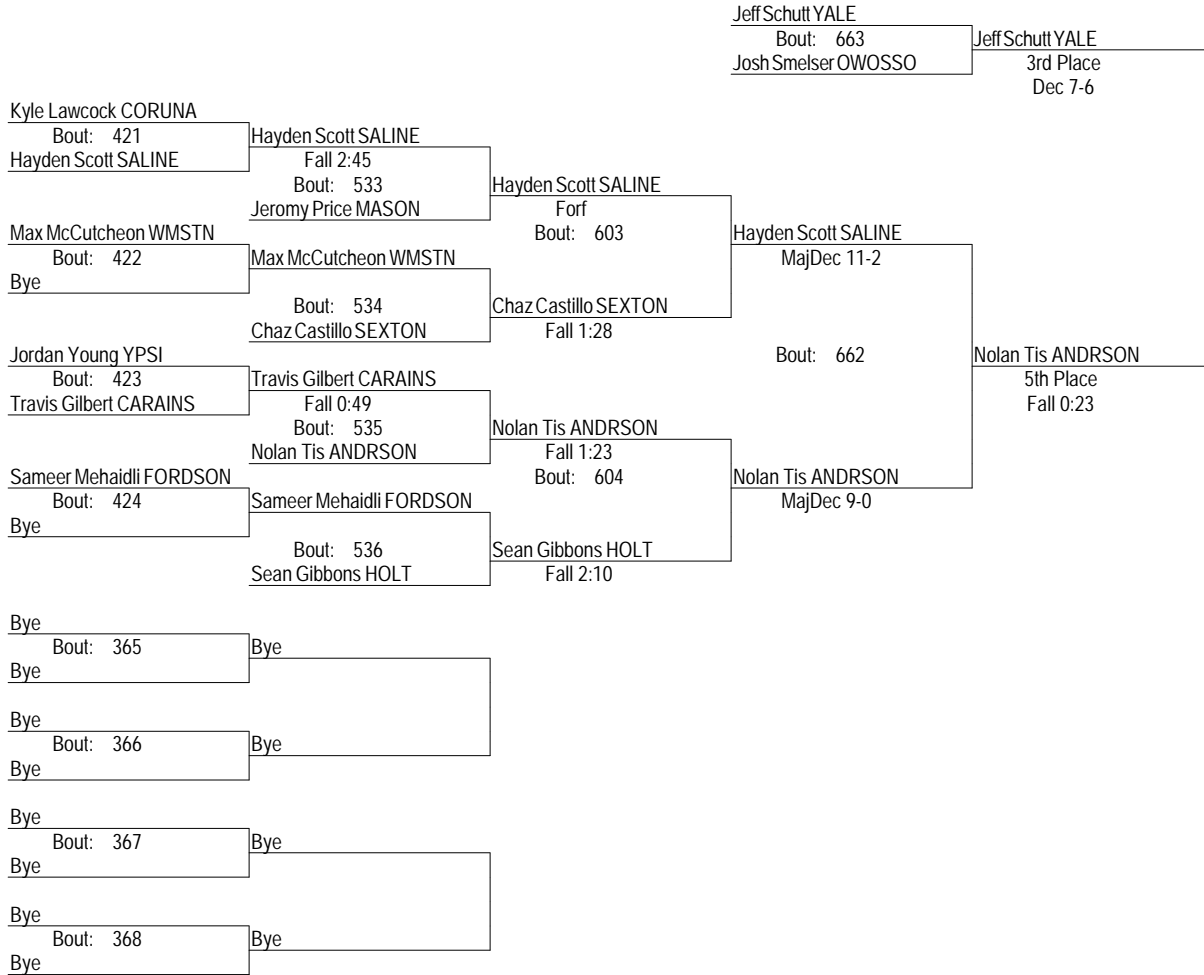 Jeff Schutt YALE
Bout: 663
Jeff Schutt YALE
Josh Smelser OWOSSO
3rd Place
Dec 7-6
Kyle Lawcock CORUNA
Bout: 421
Hayden Scott SALINE
Hayden Scott SALINE
Fall 2:45
Bout: 533
Hayden Scott SALINE
Jeromy Price MASON
Forf
Bout: 603
Max McCutcheon WMSTN
Hayden Scott SALINE
Bout: 422
Max McCutcheon WMSTN
MajDec 11-2
Bye
Bout: 534
Chaz Castillo SEXTON
Chaz Castillo SEXTON
Fall 1:28
Jordan Young YPSI
Bout: 662
Nolan Tis ANDRSON
Bout: 423
Travis Gilbert CARAINS
5th Place
Travis Gilbert CARAINS
Fall 0:49
Fall 0:23
Bout: 535
Nolan Tis ANDRSON
Nolan Tis ANDRSON
Fall 1:23
Sameer Mehaidli FORDSON
Bout: 604
Nolan Tis ANDRSON
Bout: 424
Sameer Mehaidli FORDSON
MajDec 9-0
Bye
Bout: 536
Sean Gibbons HOLT
Sean Gibbons HOLT
Fall 2:10
Bye
Bout: 365
Bye
Bye
Bye
Bout: 366
Bye
Bye
Bye
Bout: 367
Bye
Bye
Bye
Bout: 368
Bye
Bye